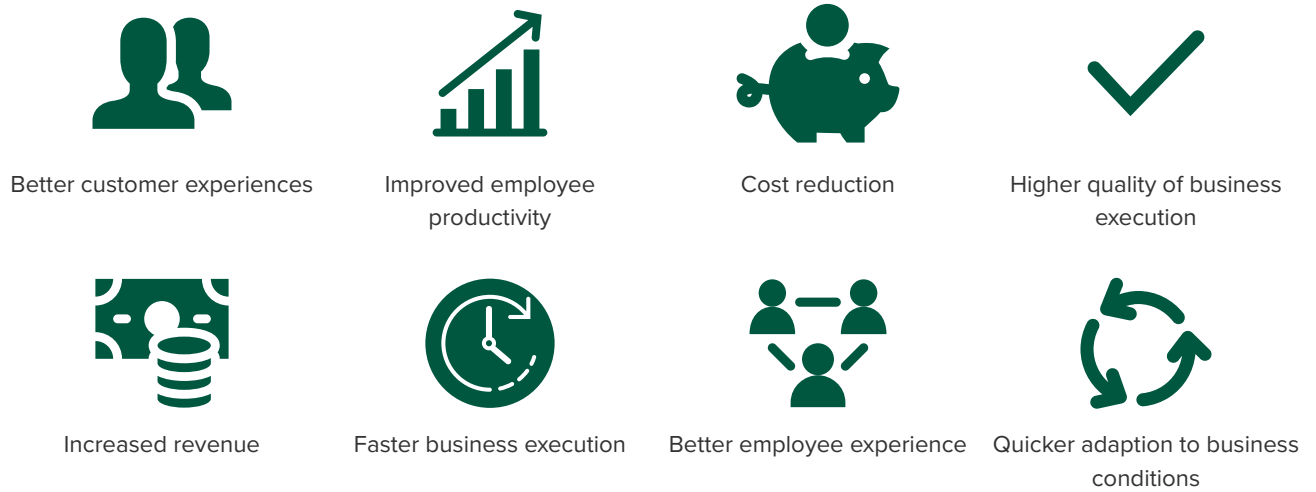 Better customer experiences
Improved employee
productivity
Cost reduction
Higher quality of business
execution
Increased revenue
Faster business execution
Better employee experience
Quicker adaption to business
conditions